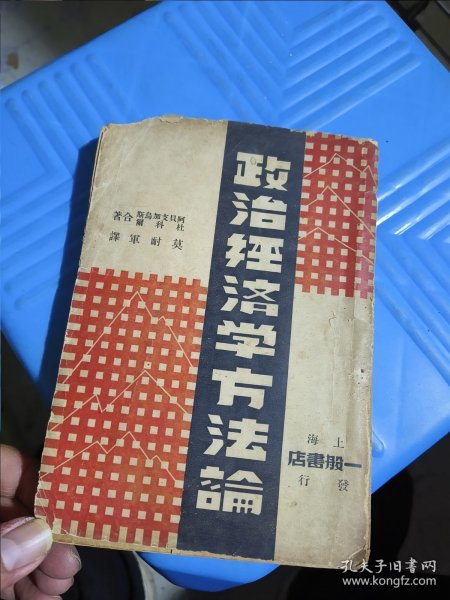 政治經済学方法論
阿貝支加烏斯
杜科爾
合著
莫耐軍譯
上海
一般書店
發行
孔夫子旧书网
www.kongfz.com